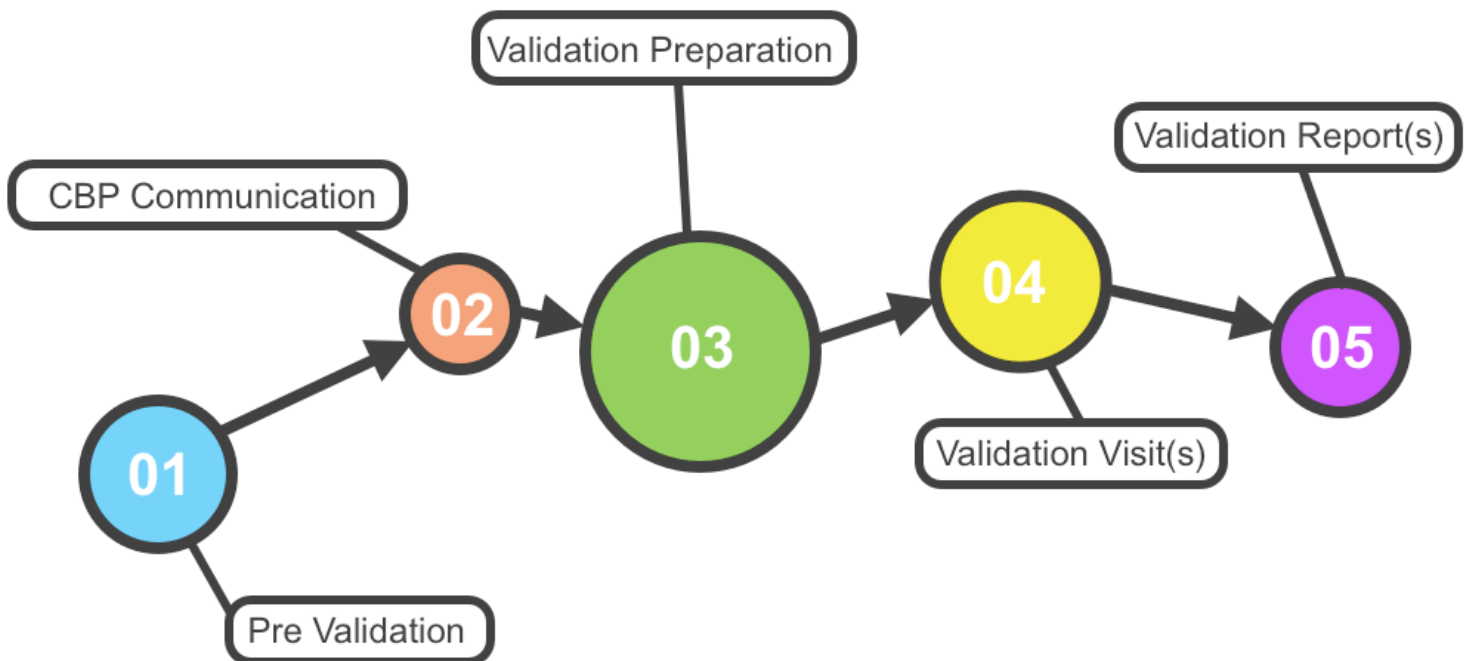 Validation Preparation
Validation Report(s)
CBP Communication
04
02
03
05
Validation Visit(s)
01
Pre Validation